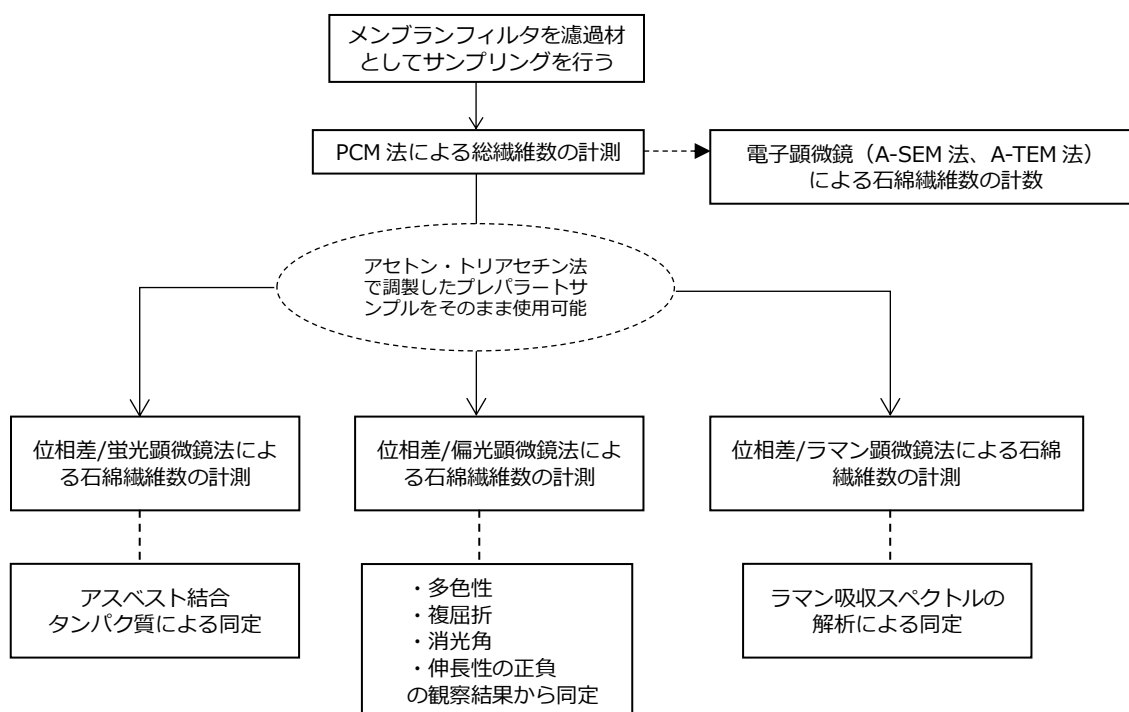 メンブランフィルタを濾過材
としてサンプリングを行う
PCM 法による総繊維数の計測
電子顕微鏡（A-SEM 法、A-TEM 法）
による石綿繊維数の計数
アセトン・トリアセチン法
で調製したプレパラートサ
ンプルをそのまま使用可能
位相差/蛍光顕微鏡法によ
る石綿繊維数の計測
位相差/偏光顕微鏡法によ
る石綿繊維数の計測
位相差/ラマン顕微鏡法による石綿
繊維数の計測
アスベスト結合
タンパク質による同定
・多色性
・複屈折
・消光角
・伸長性の正負
の観察結果から同定
ラマン吸収スペクトルの
解析による同定